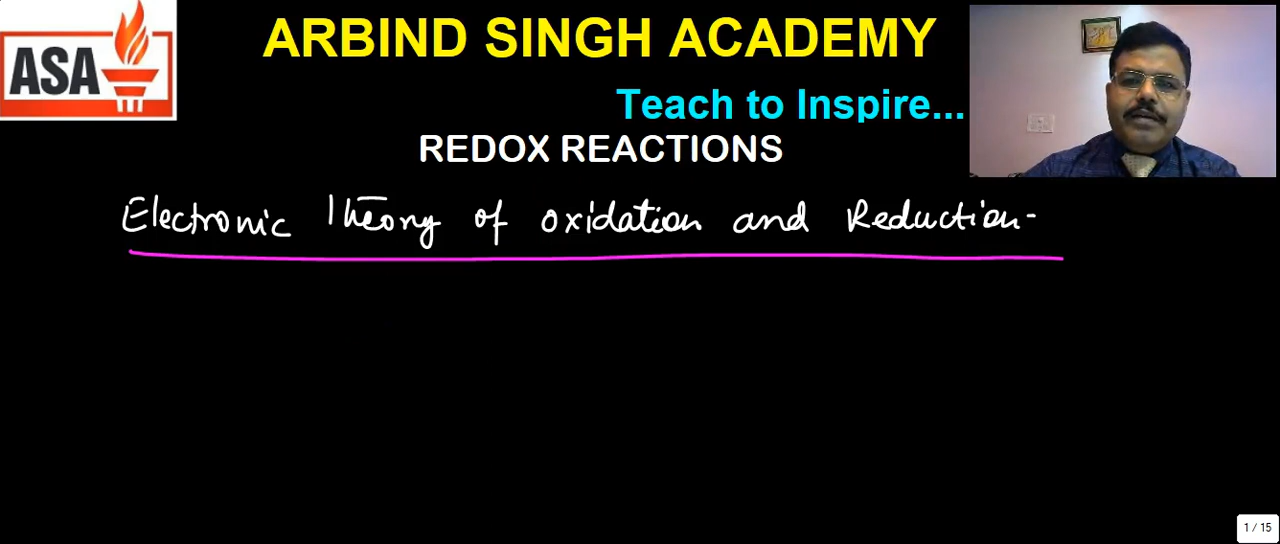 ASA
ARBIND SINGH ACADEMY
Teach to Inspire...
REDOX REACTIONS
Electronic Theory of oxidation and Reduction-
1 / 15